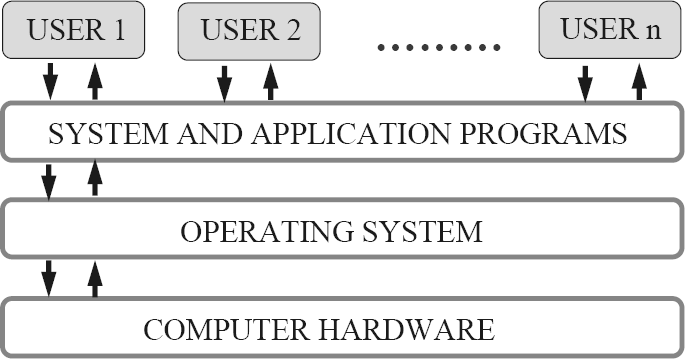 USER 1 USER 2 ......... USER n
SYSTEM AND APPLICATION PROGRAMS
OPERATING SYSTEM
COMPUTER HARDWARE